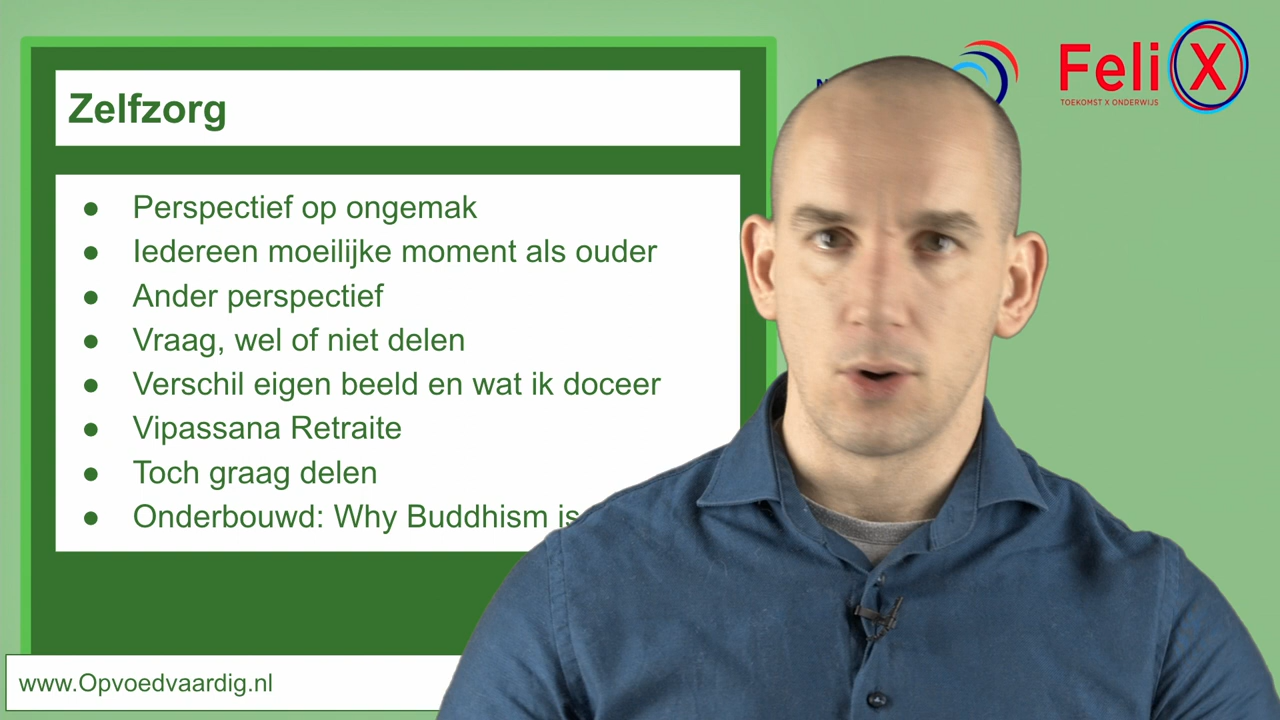 Zelfzorg
● Perspectief op ongemak
● Iedereen moeilijke moment als ouder
● Ander perspectief
● Vraag, wel of niet delen
● Verschil eigen beeld en wat ik doceer
● Vipassana Retraite
● Toch graag delen
● Onderbouwd: Why Buddhism is
www.Opvoedvaardig.nl
FeliX
TOEKOMST X ONDERWIJS